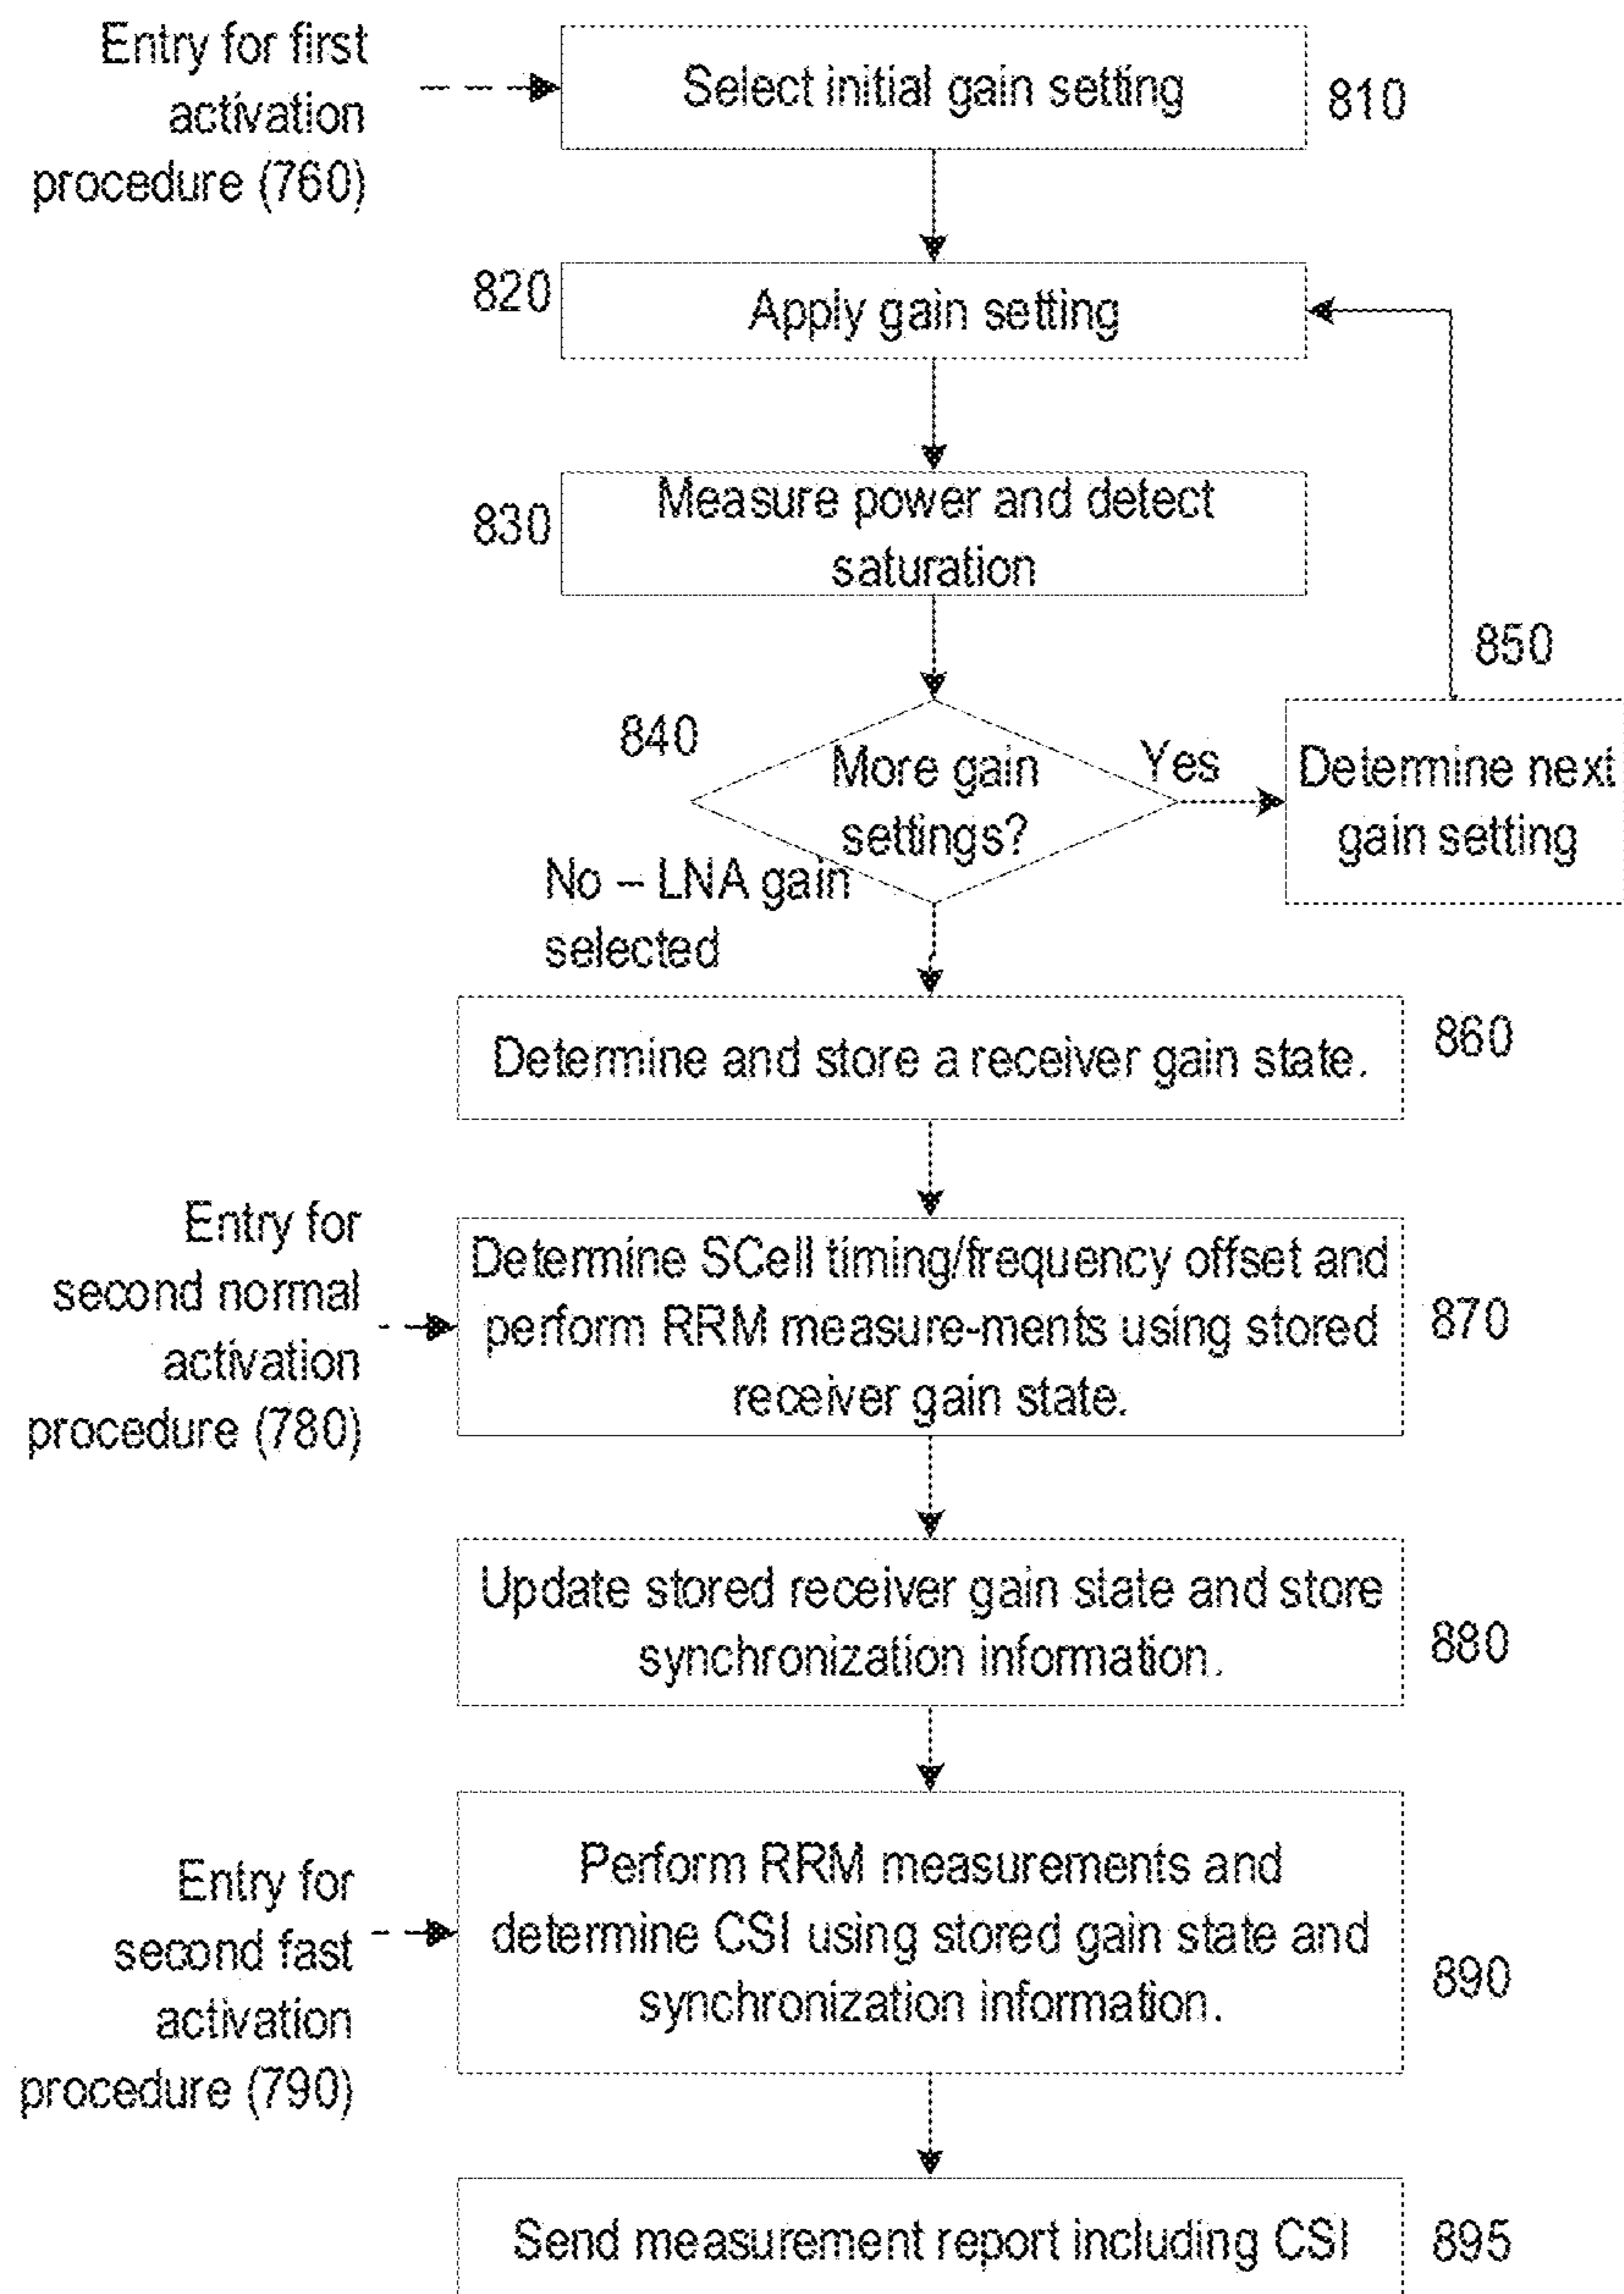 Entry for first
activation
procedure (760)
Select initial gain setting
810
820
Apply gain setting
830
Measure power and detect
saturation
840
More gain
settings?
Yes
850
Determine next
gain setting
No – LNA gain
selected
Determine and store a receiver gain state.
860
Entry for
second normal
activation
procedure (780)
Determine SCell timing/frequency offset and
perform RRM measure-ments using stored
receiver gain state.
870
Update stored receiver gain state and store
synchronization information.
880
Entry for
second fast
activation
procedure (790)
Perform RRM measurements and
determine CSI using stored gain state and
synchronization information.
890
Send measurement report including CSI
895